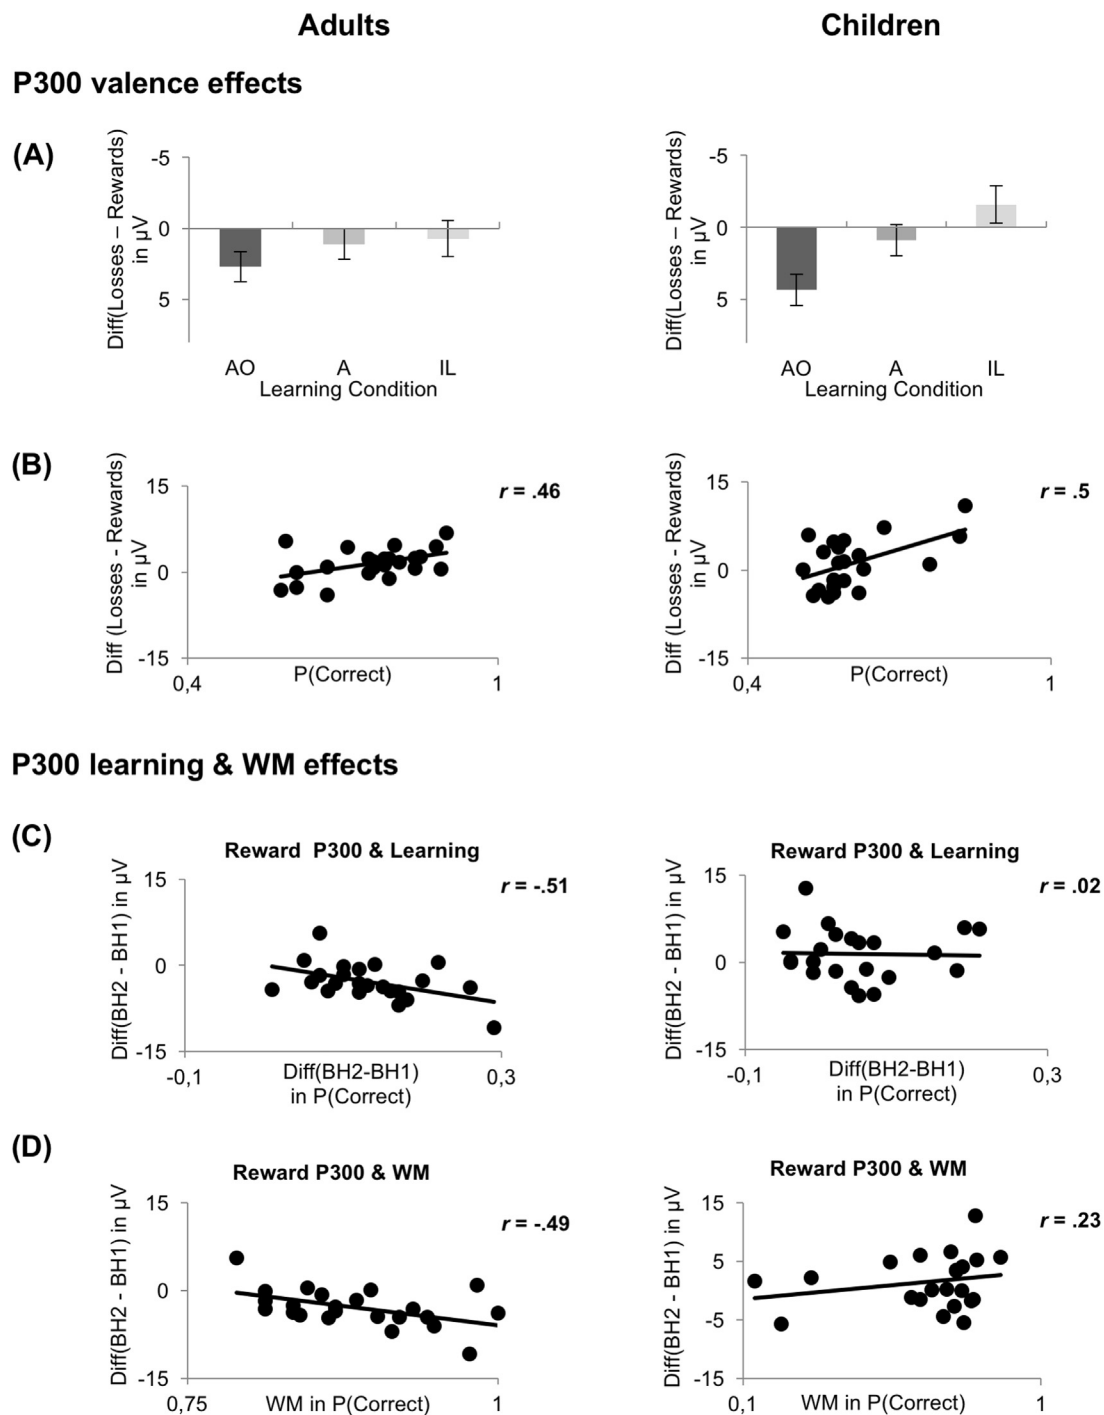 Adults
Children
P300 valence effects
(A)
Diff(Losses – Rewards)
in µV
-5
0
5
AO
A
IL
Learning Condition
Diff(Losses – Rewards)
in µV
-5
0
5
AO
A
IL
Learning Condition
(B)
Diff (Losses - Rewards)
in µV
15
0
-15
r = .46
0,4
P(Correct)
1
Diff (Losses - Rewards)
in µV
15
0
-15
r = .5
0,4
P(Correct)
1
P300 learning & WM effects
(C)
Reward P300 & Learning
Diff(BH2 - BH1) in µV
15
0
-15
r = -.51
-0,1
Diff(BH2-BH1)
in P(Correct)
0,3
Reward P300 & Learning
Diff(BH2 - BH1) in µV
15
0
-15
r = .02
-0,1
Diff(BH2-BH1)
in P(Correct)
0,3
(D)
Reward P300 & WM
Diff(BH2 - BH1) in µV
15
0
-15
r = -.49
0,75
WM in P(Correct)
1
Reward P300 & WM
Diff(BH2 - BH1) in µV
15
5
-5
-15
r = .23
0,1
WM in P(Correct)
1